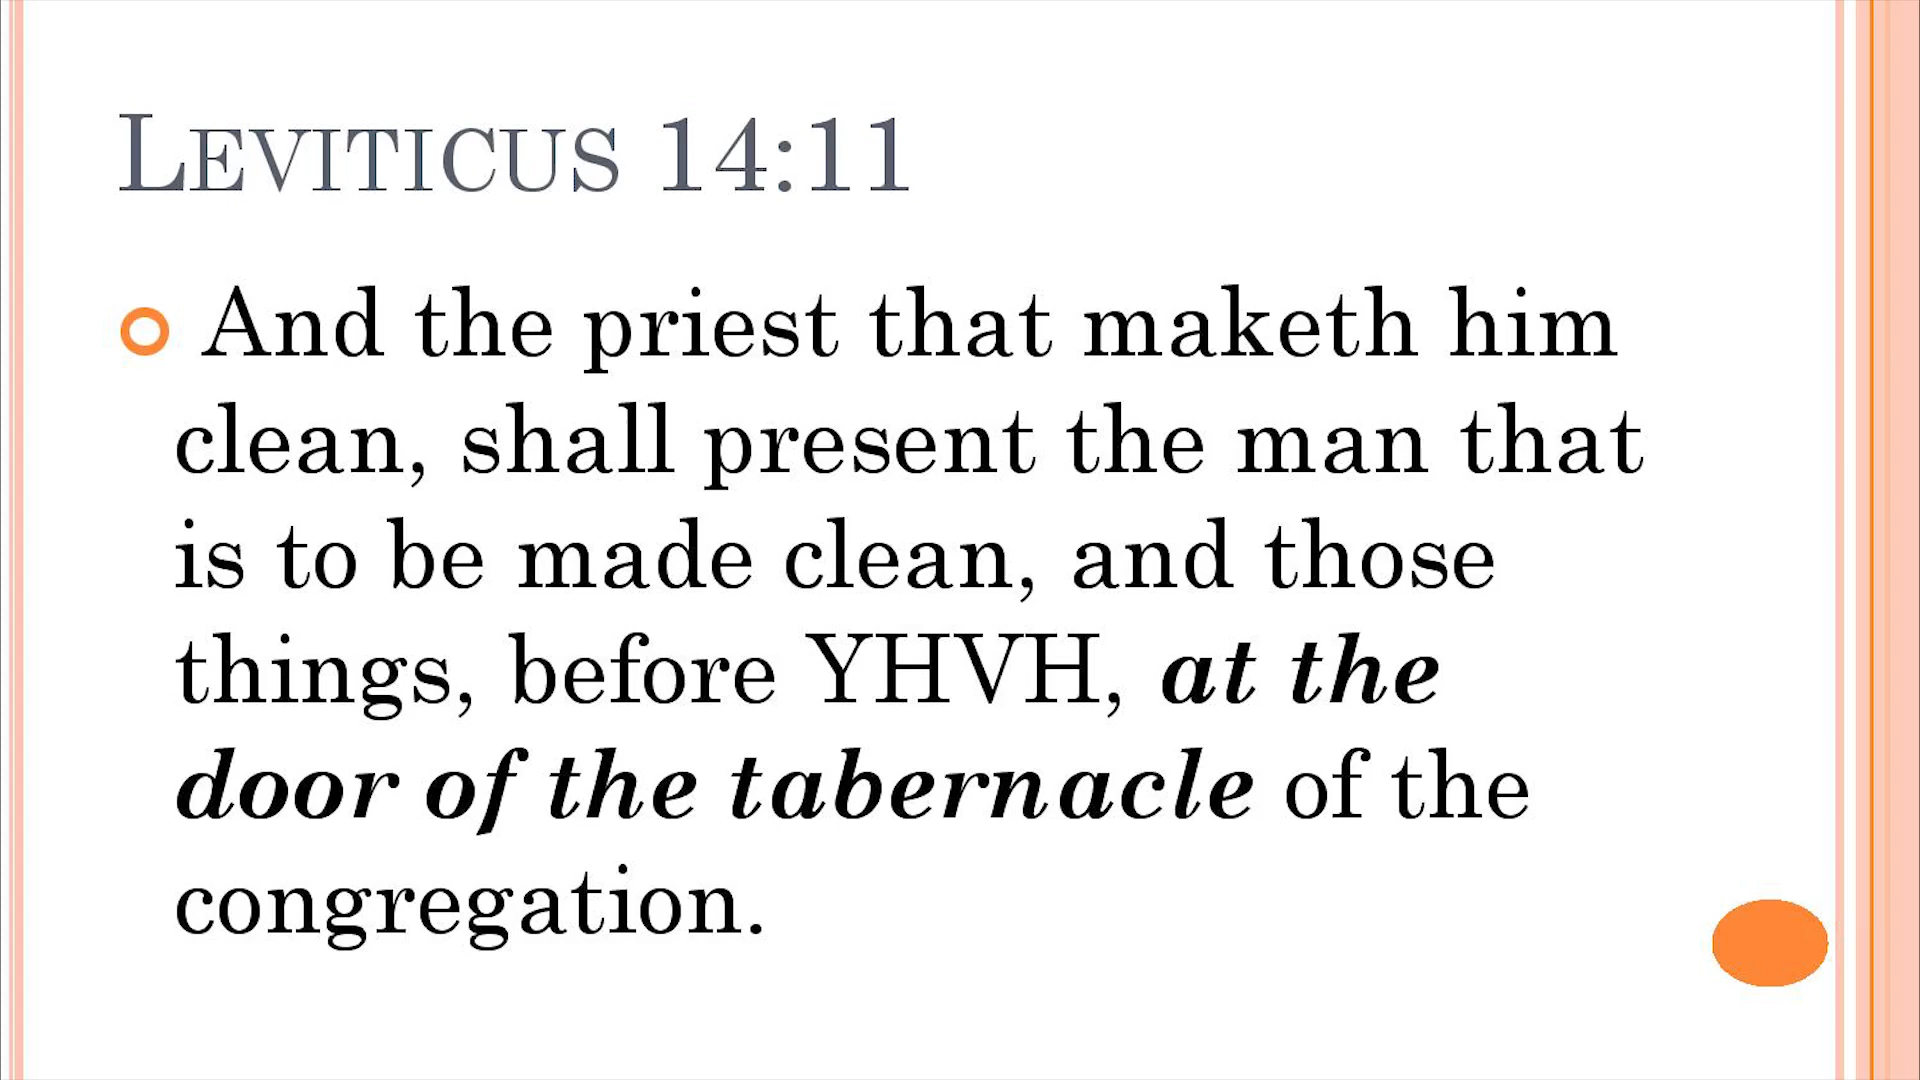 LEVITICUS 14:11
And the priest that maketh him
clean, shall present the man that
is to be made clean, and those
things, before YHVH, at the
door of the tabernacle of the
congregation.